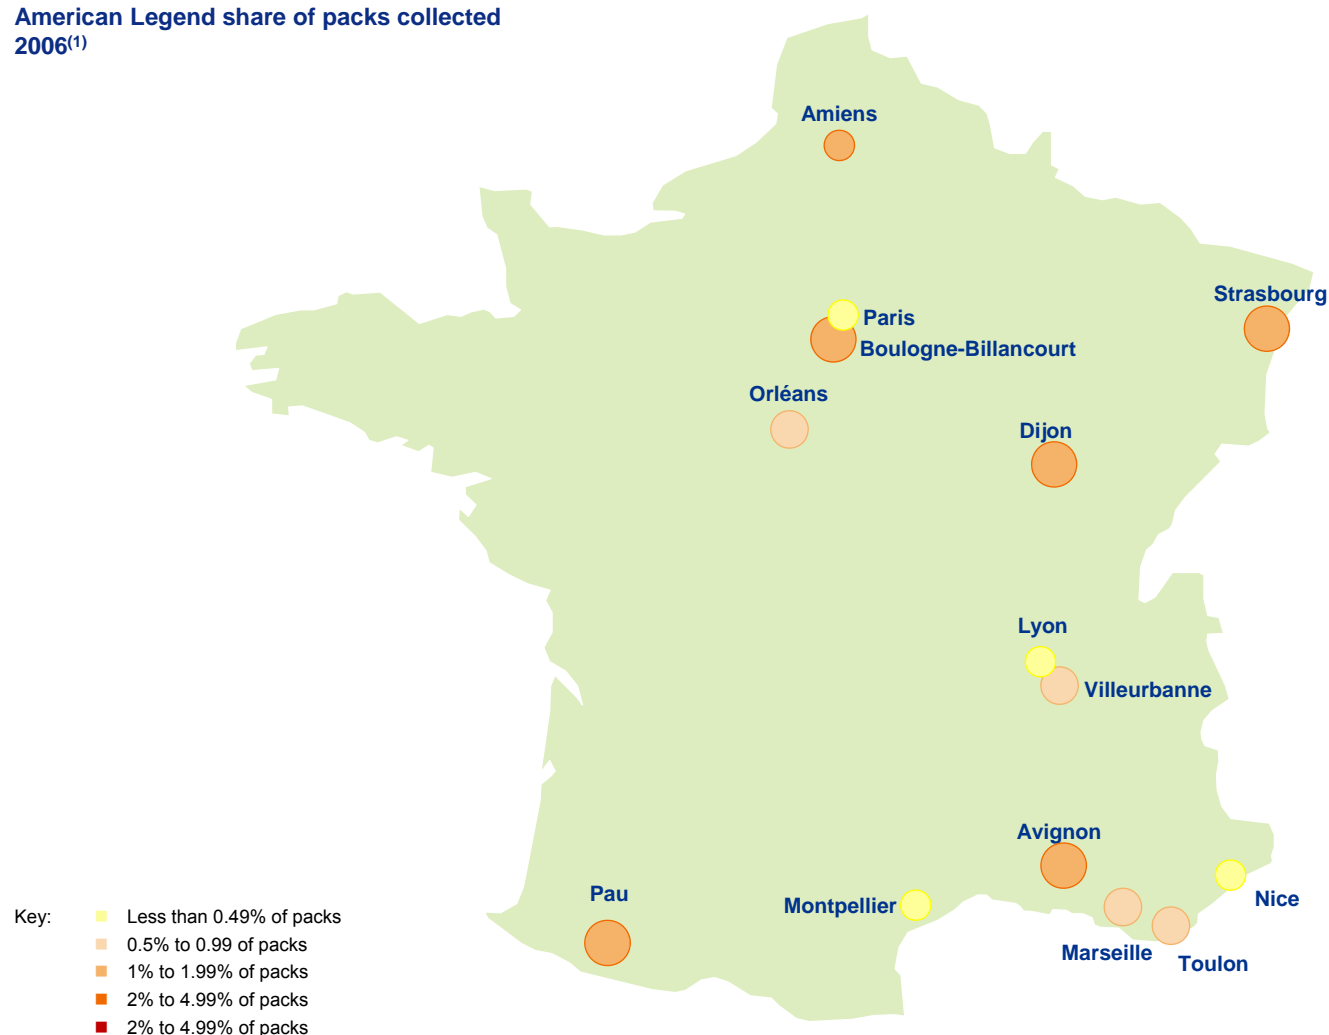 American Legend share of packs collected
2006(1)
Amiens
Strasbourg
Paris
Boulogne-Billancourt
Orléans
Dijon
Lyon
Villeurbanne
Avignon
Pau
Montpellier
Nice
Marseille
Toulon
Key:
Less than 0.49% of packs
0.5% to 0.99 of packs
1% to 1.99% of packs
2% to 4.99% of packs
2% to 4.99% of packs